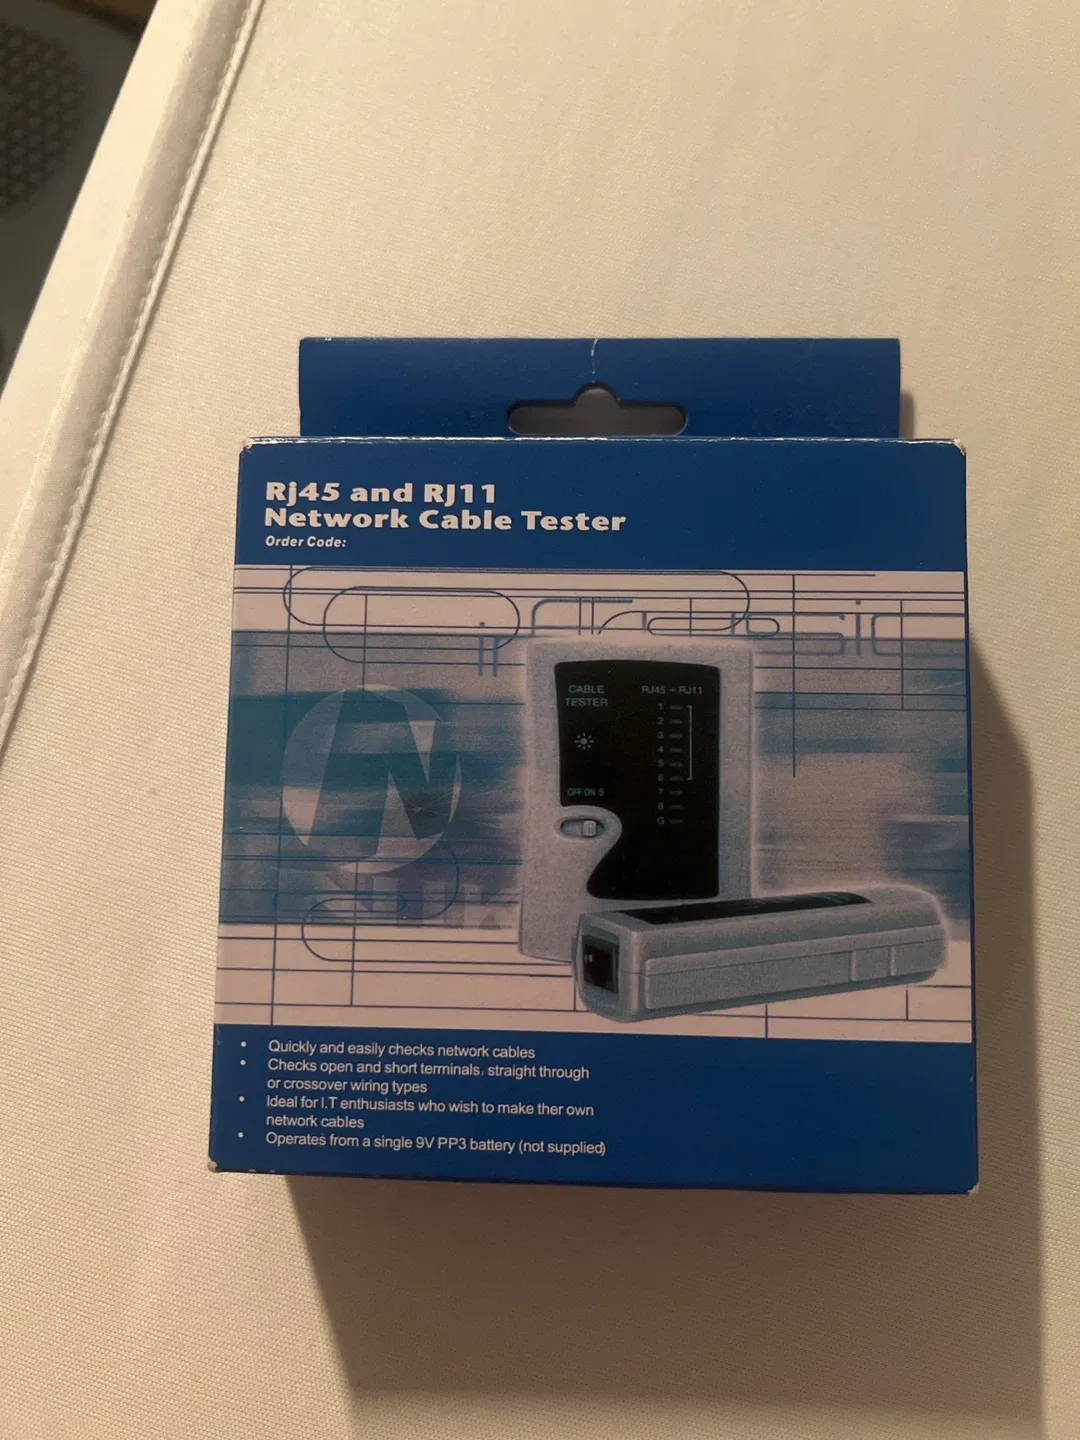 Rj45 and RJ11
Network Cable Tester
Order Code:
CABLE
TESTER
RJ45 + RJ11
1
2
3
4
5
6
7
8
G
OFF ON S
• Quickly and easily checks network cables
• Checks open and short terminals, straight through
or crossover wiring types
• Ideal for I.T enthusiasts who wish to make ther own
network cables
• Operates from a single 9V PP3 battery (not supplied)